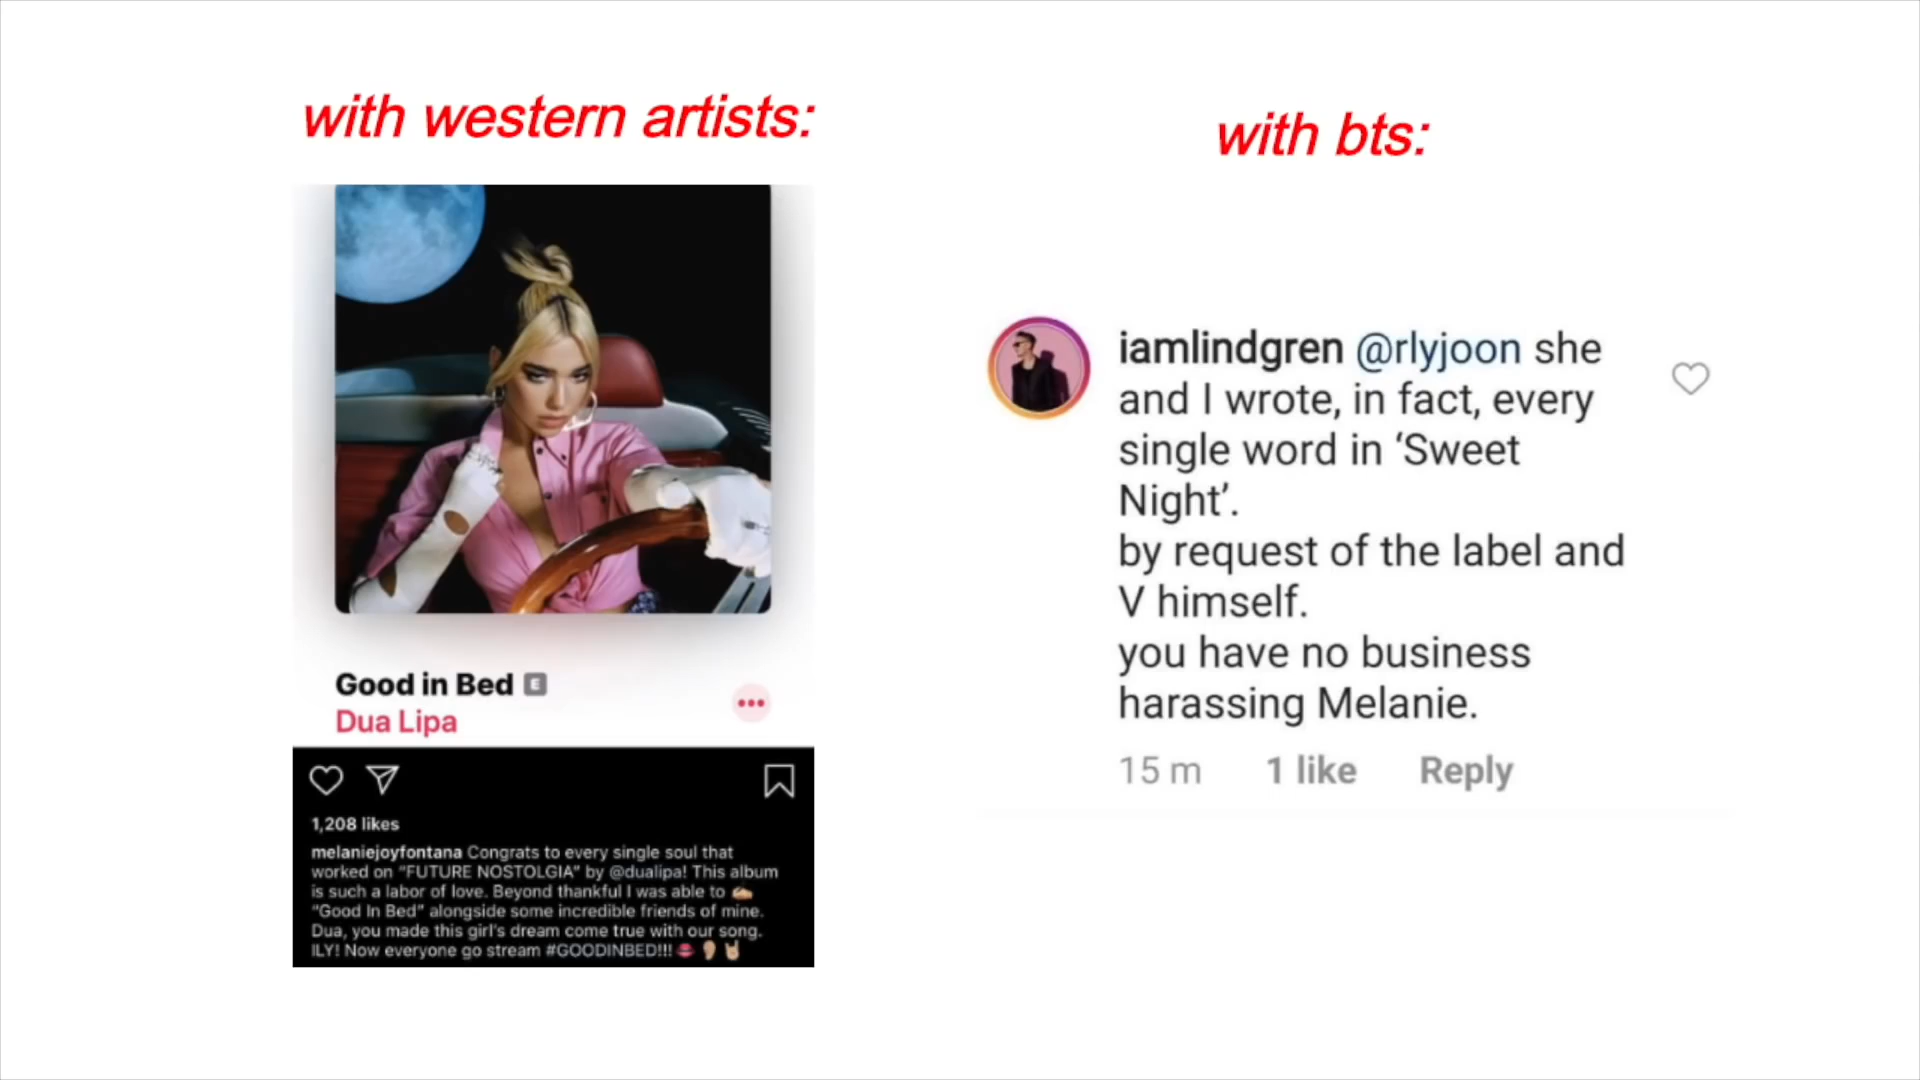 with western artists:
Good in Bed E
Dua Lipa
1,208 likes
melaniejoyfontana Congrats to every single soul that
worked on "FUTURE NOSTOLGIA" by @dualipa! This album
is such a labor of love. Beyond thankful I was able to ✍🏼
"Good In Bed" alongside some incredible friends of mine.
Dua, you made this girl's dream come true with our song.
ILY! Now everyone go stream #GOODINBED!!! 👄👂🏼🤘🏼
with bts:
iamlindgren @rlyjoon she
and I wrote, in fact, every
single word in ‘Sweet
Night’.
by request of the label and
V himself.
you have no business
harassing Melanie.
15 m 1 like Reply